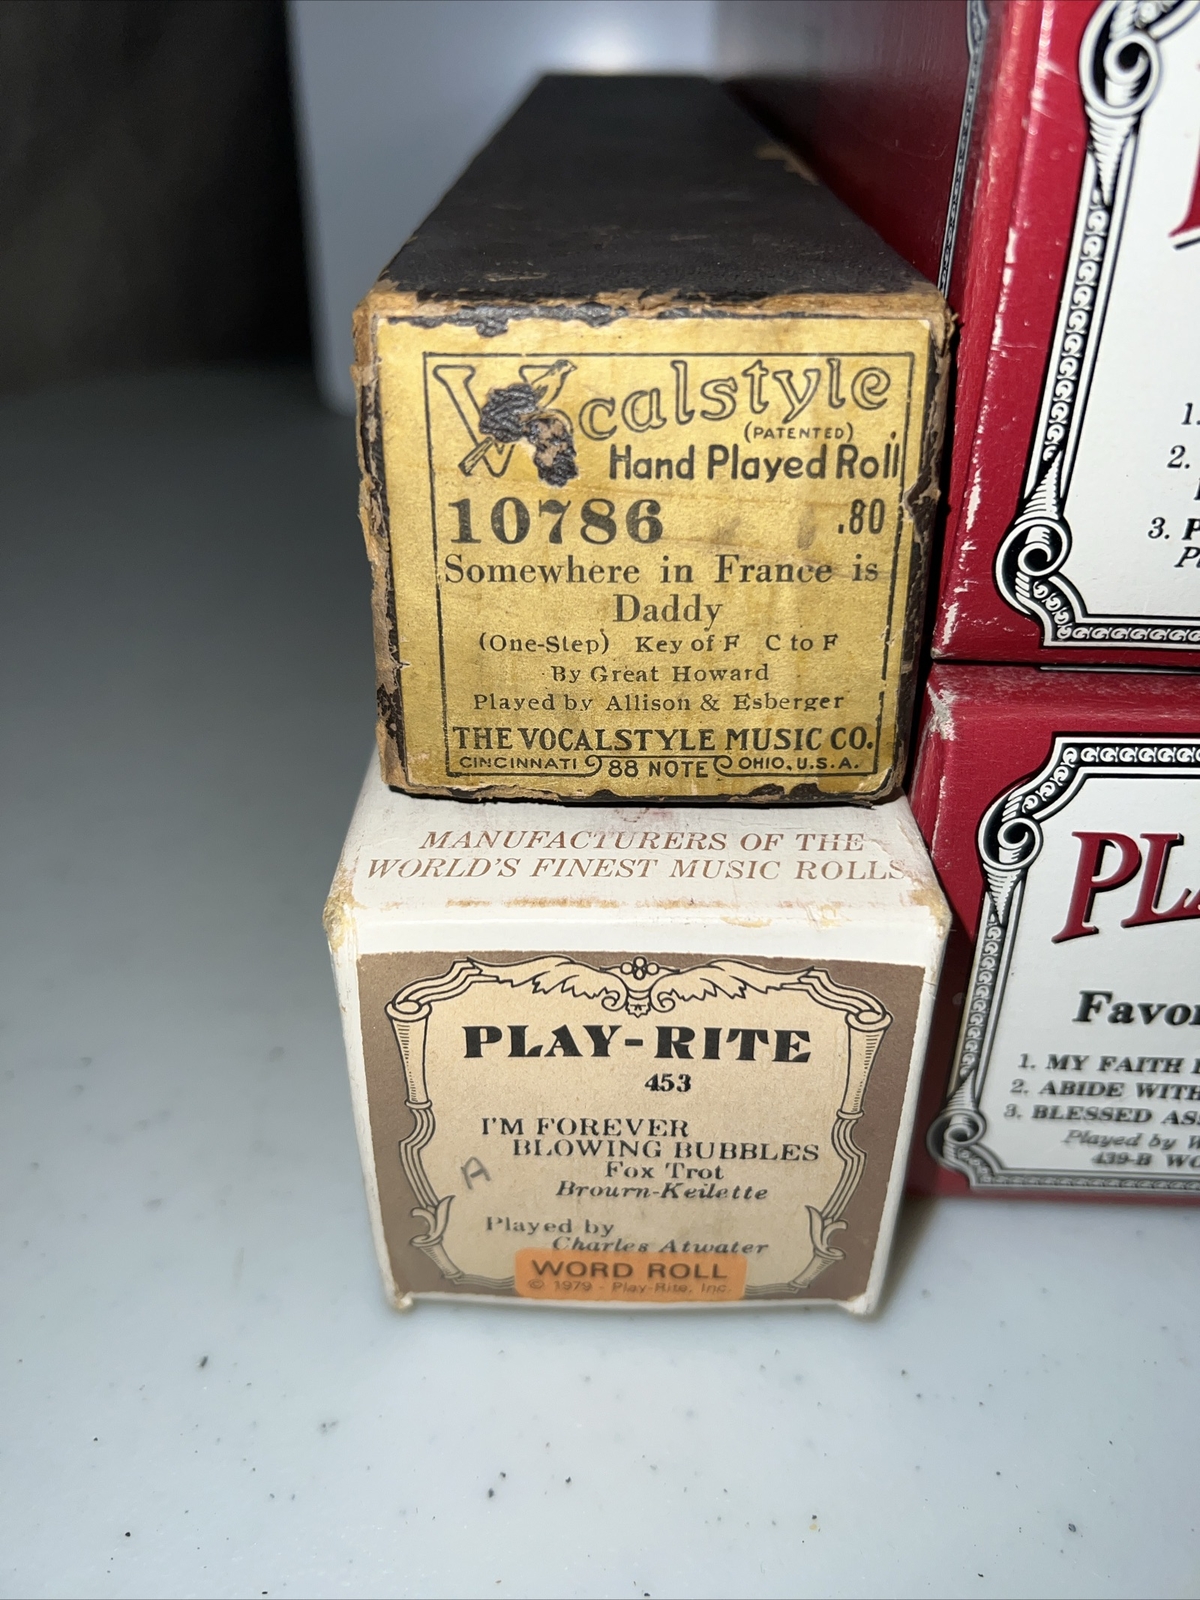 Vocalstyle
(PATENTED)
Hand Played Roll
10786 .80
Somewhere in France is
Daddy
(One-Step) Key of F C to F
By Great Howard
Played by Allison & Esberger
THE VOCALSTYLE MUSIC CO.
CINCINNATI 88 NOTE OHIO, U.S.A.
MANUFACTURERS OF THE
WORLD'S FINEST MUSIC ROLLS
PLAY-RITE
453
I'M FOREVER
BLOWING BUBBLES
Fox Trot
Brourn-Keilette
A
Played by
Charles Atwater
WORD ROLL
© 1979 - Play-Rite, Inc.
1.
2.
3. P
PL
Favor
1. MY FAITH
2. ABIDE WITH
3. BLESSED AS
Played by W
439-B WO